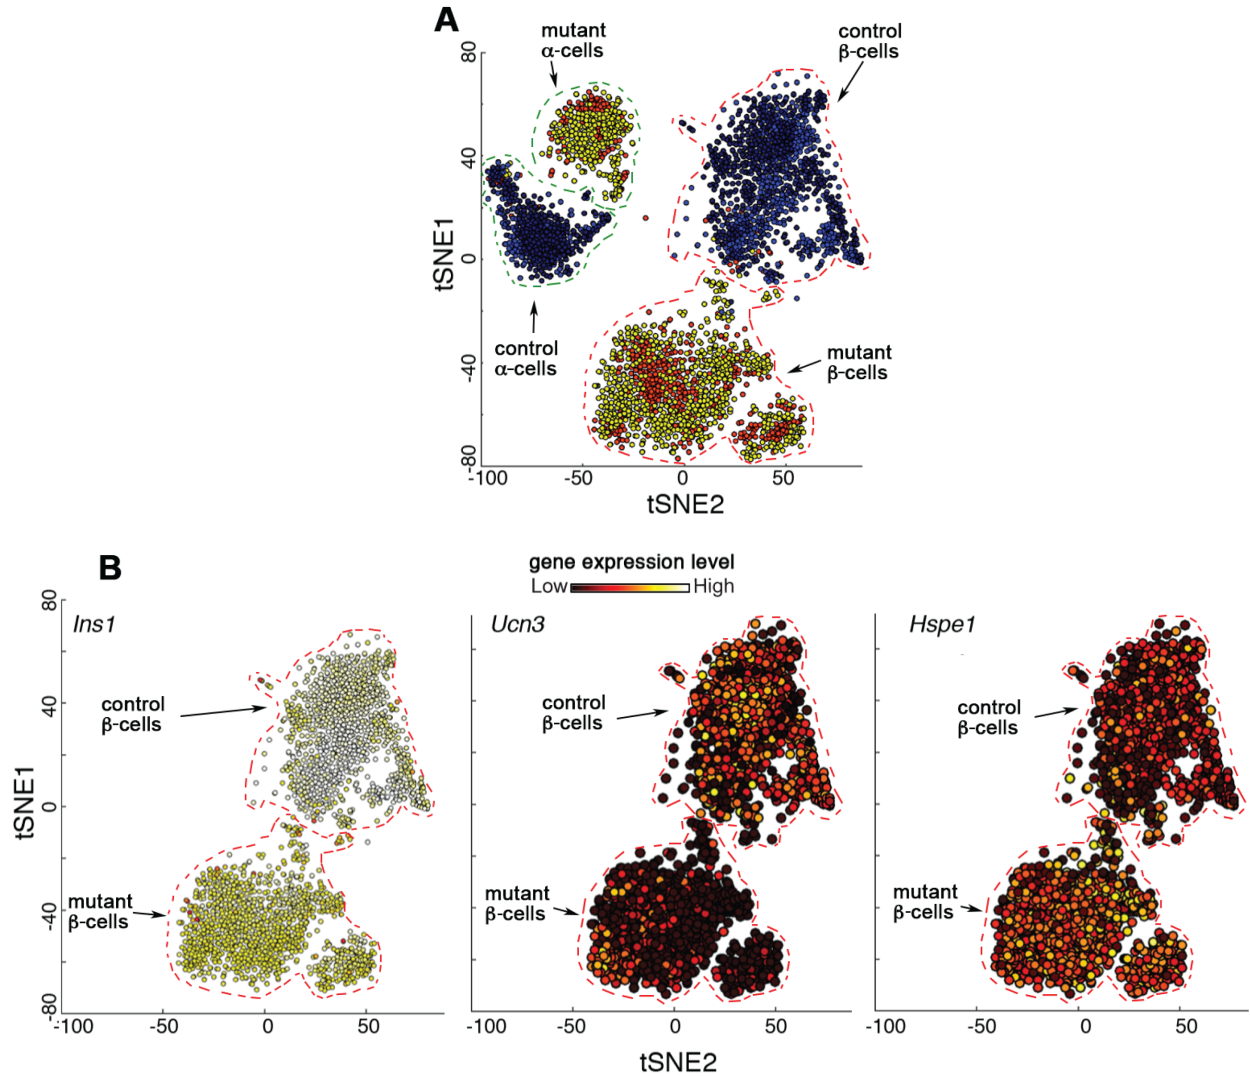 A
mutant
α-cells
control
β-cells
80
40
0
-40
-80
tSNE1
control
α-cells
mutant
β-cells
-100
-50
0
50
tSNE2
B
gene expression level
Low
High
80
40
0
-40
-80
tSNE1
Ins1
control
β-cells
mutant
β-cells
-100
-50
0
50
Ucn3
control
β-cells
mutant
β-cells
-100
-50
0
50
Hspe1
control
β-cells
mutant
β-cells
-100
-50
0
50
tSNE2